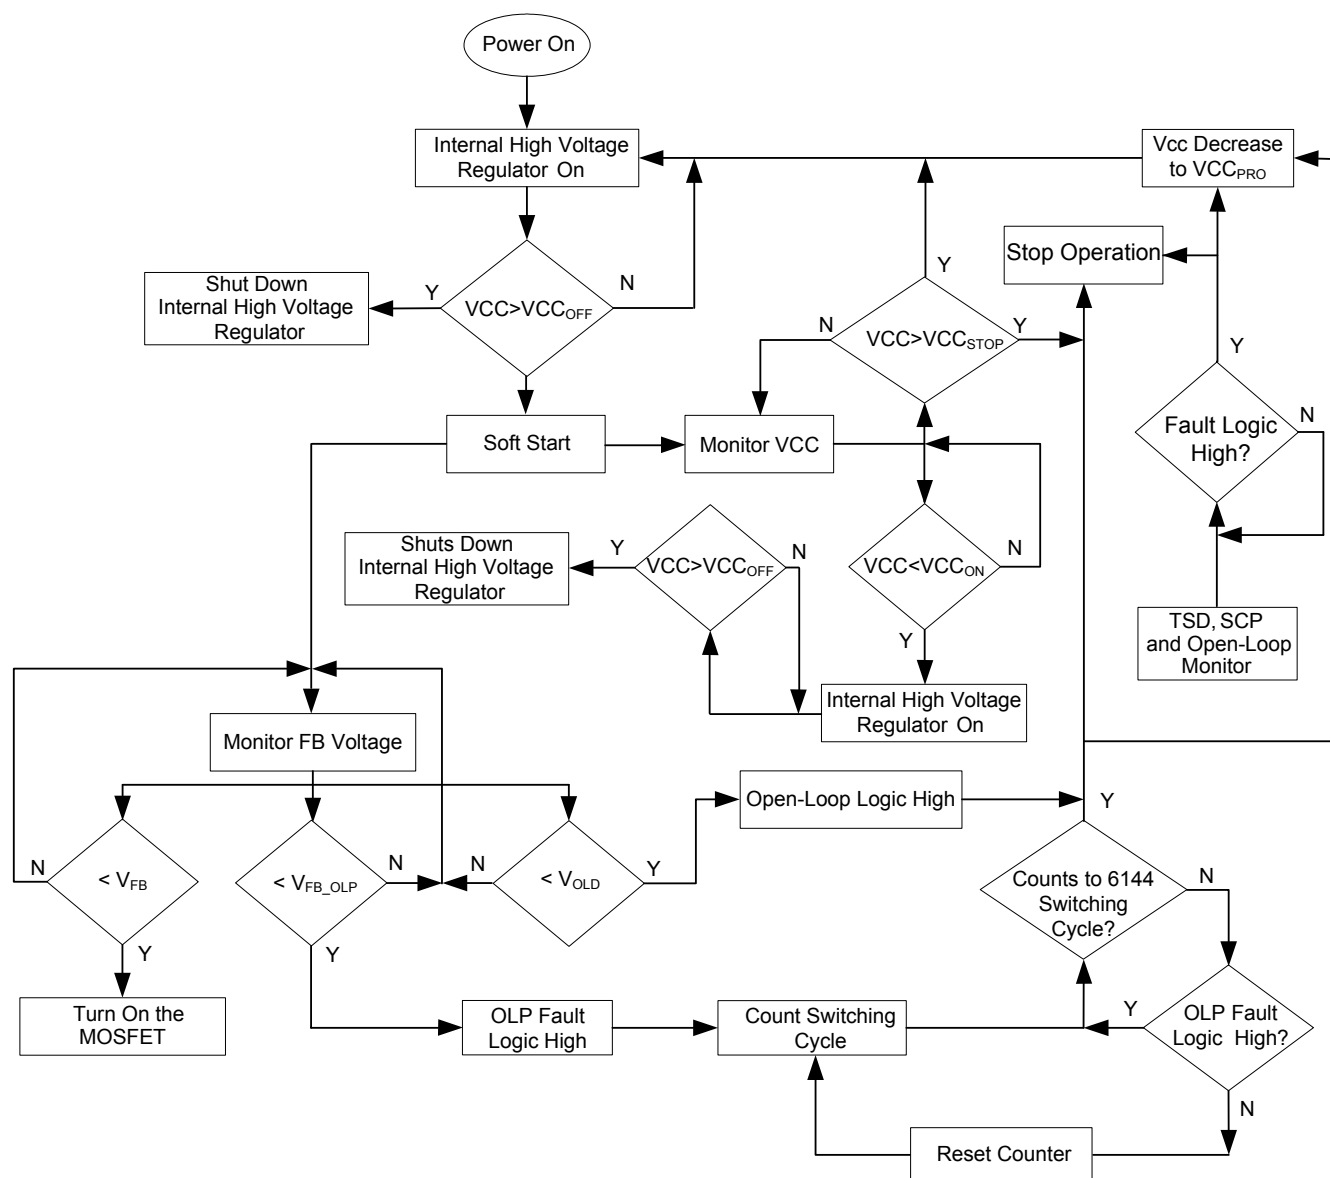 Power On
Internal High Voltage
Regulator On
Vcc Decrease
to VCCPRO
Stop Operation
Shut Down
Internal High Voltage
Regulator
Y
VCC>VCCOFF
N
Y
N
VCC>VCCSTOP
Y
Y
Fault Logic
High?
N
Soft Start
Monitor VCC
Shuts Down
Internal High Voltage
Regulator
Y
VCC>VCCOFF
N
VCC<VCCON
N
Y
TSD, SCP
and Open-Loop
Monitor
Internal High Voltage
Regulator On
Monitor FB Voltage
Open-Loop Logic High
Y
N
< VFB
Y
< VFB_OLP
N
Y
N
< VOLD
Y
Counts to 6144
Switching
Cycle?
N
Turn On the
MOSFET
OLP Fault
Logic High
Count Switching
Cycle
Y
OLP Fault
Logic High?
N
Reset Counter